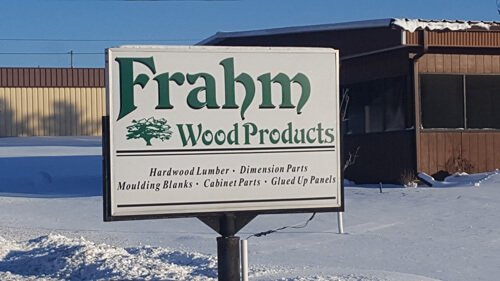 Frahm
Wood Products
Hardwood Lumber · Dimension Parts
Moulding Blanks · Cabinet Parts · Glued Up Panels